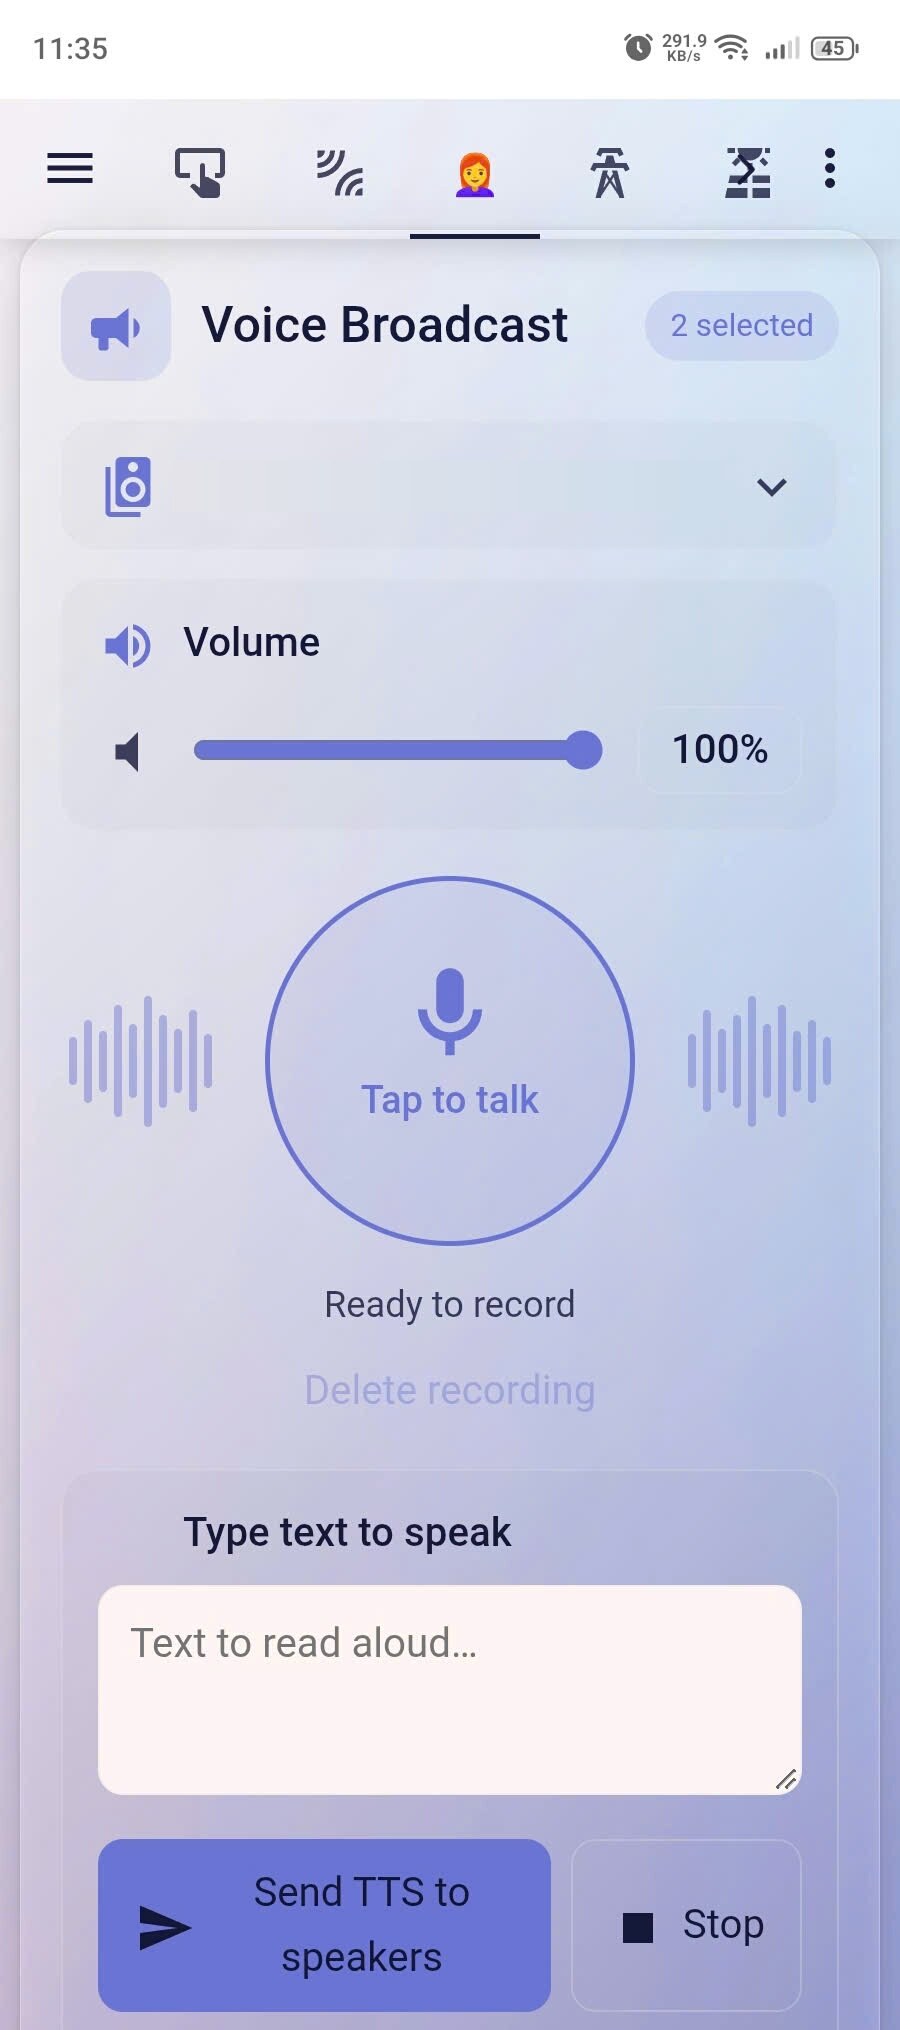 11:35
291.9
KB/s
45
Voice Broadcast
2 selected
Volume
100%
Tap to talk
Ready to record
Delete recording
Type text to speak
Text to read aloud…
Send TTS to
speakers
Stop